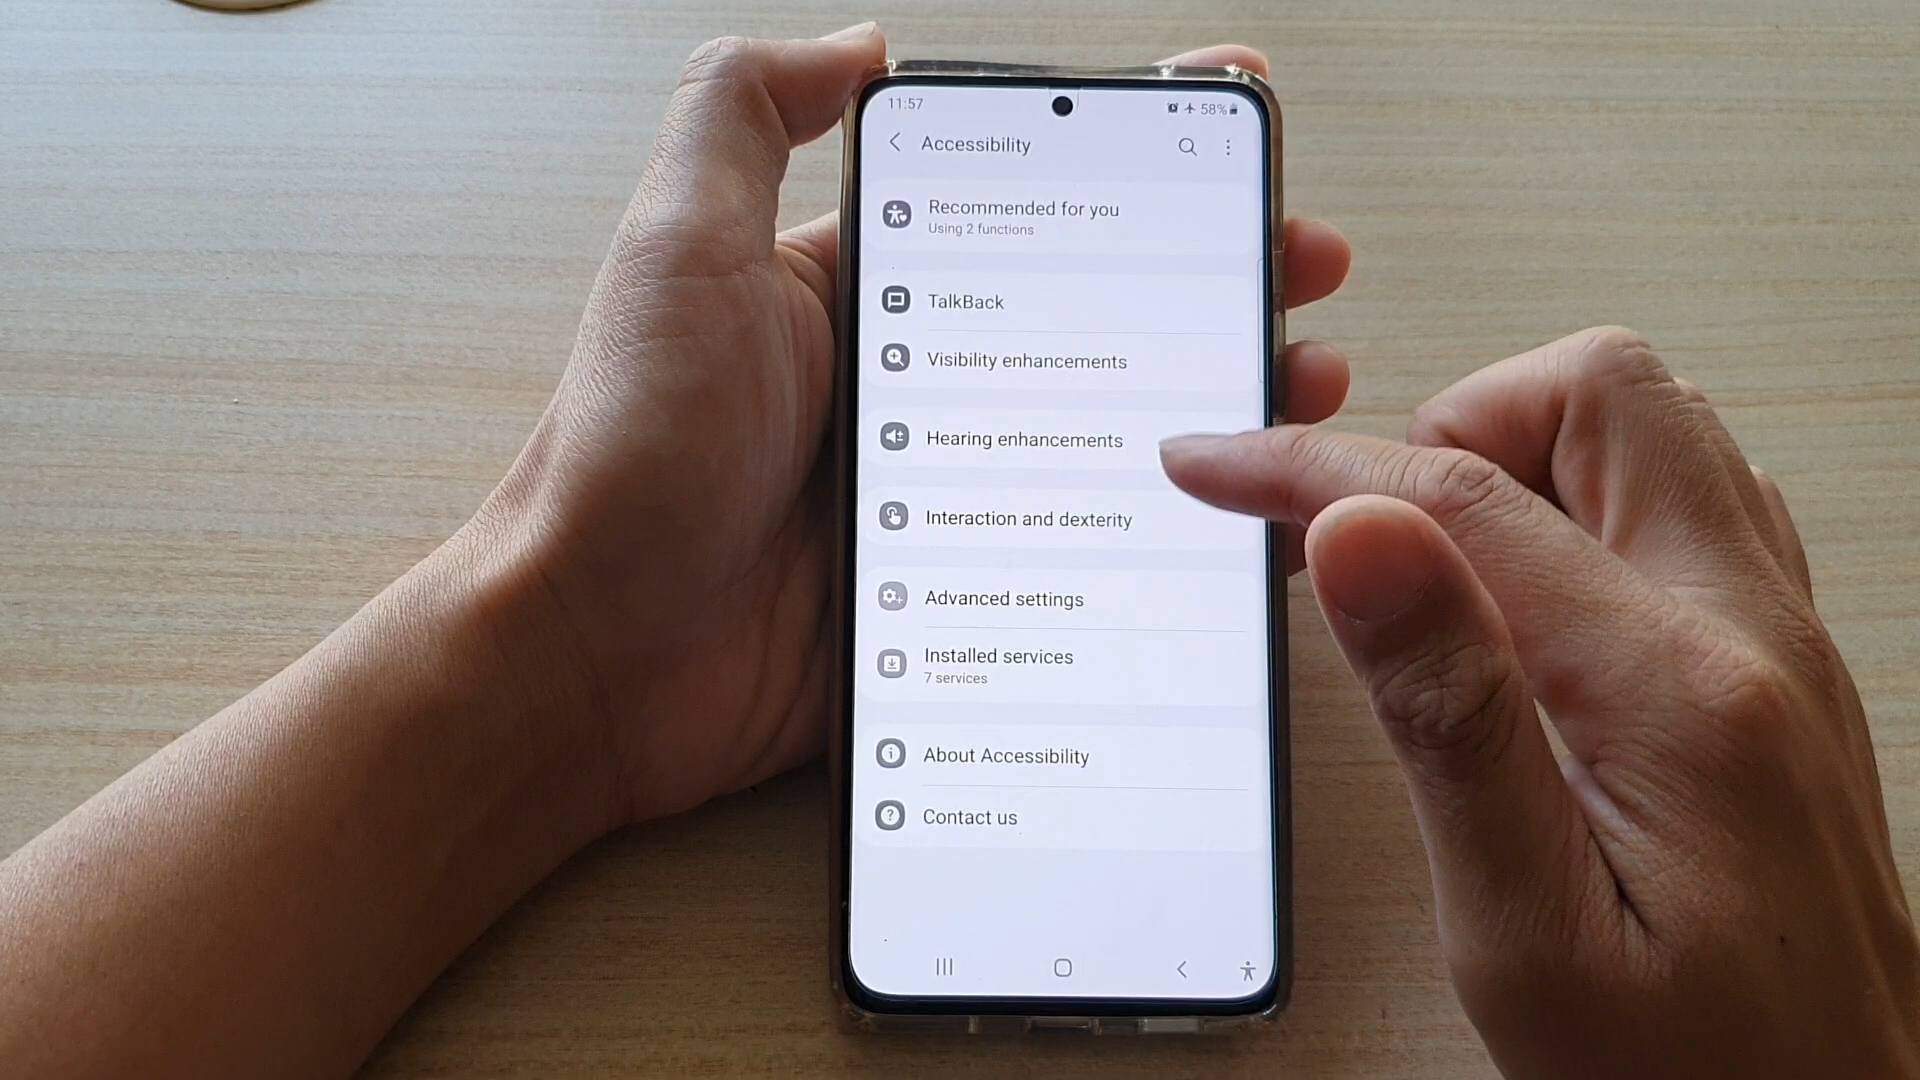 11:57
58%
Accessibility
Recommended for you
Using 2 functions
TalkBack
Visibility enhancements
Hearing enhancements
Interaction and dexterity
Advanced settings
Installed services
7 services
About Accessibility
Contact us